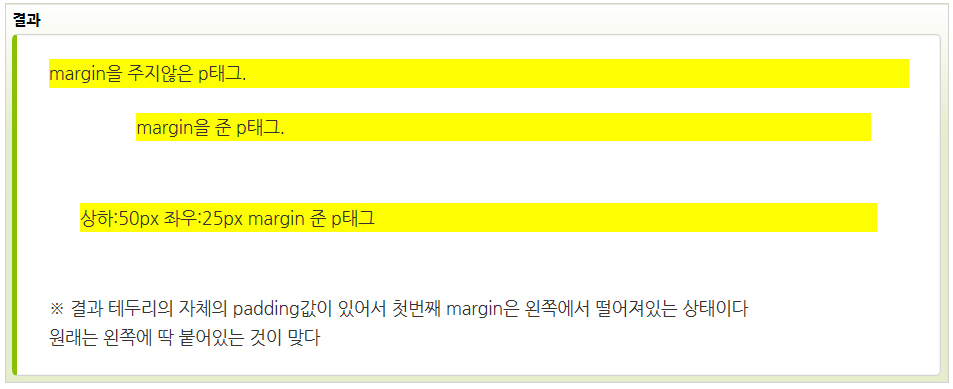 결과
margin을 주지않은 p태그.
margin을 준 p태그.
상하:50px 좌우:25px margin 준 p태그
※ 결과 테두리의 자체의 padding값이 있어서 첫번째 margin은 왼쪽에서 떨어져있는 상태이다
원래는 왼쪽에 딱 붙어있는 것이 맞다